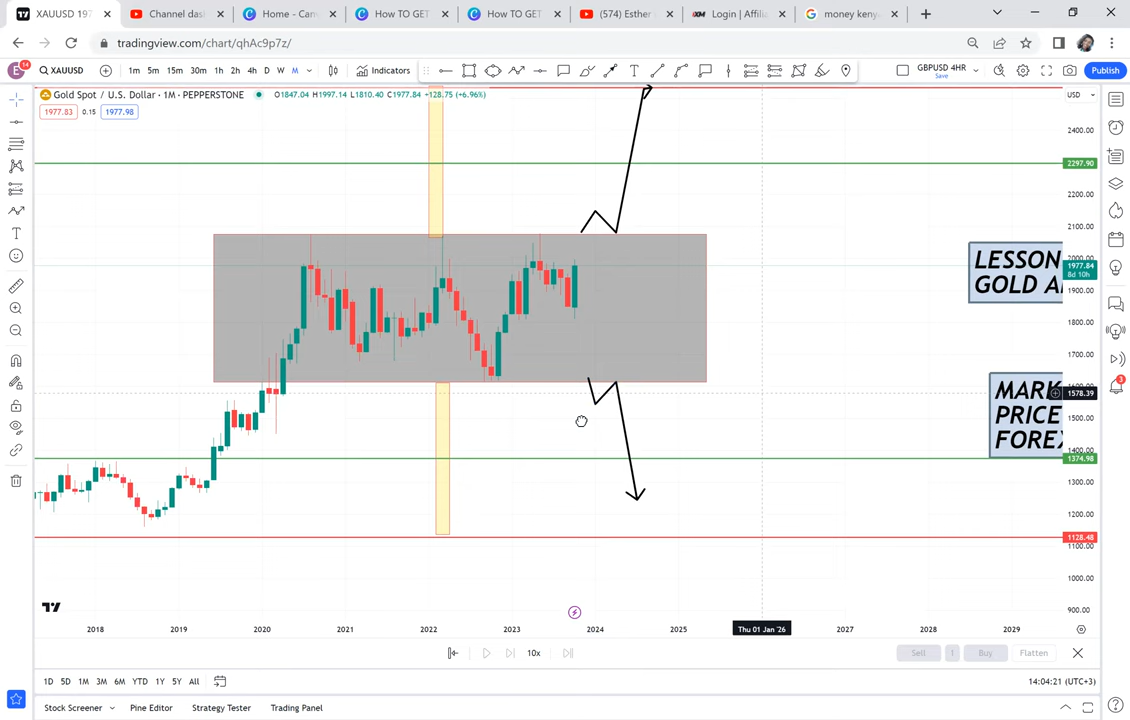 XAUUSD 197
Channel das
Home - Can
How TO GET
How TO GET
(574) Esther
Login | Affilia
money keny
tradingview.com/chart/qhAc9p7z/
E 14 XAUUSD 1m 5m 15m 30m 1h 2h 4h D W M Indicators GBPUSD 4HR Save Publish
Gold Spot / U.S. Dollar · 1M · PEPPERSTONE O1847.04 H1997.14 L1810.40 C1977.84 +128.75 (+6.96%)
USD
1977.83 0.15 1977.98
2400.00
2297.90
2200.00
2100.00
2000.00
1977.84
8d 10h
1800.00
1700.00
1600.00
1578.39
1500.00
1400.00
1374.98
1300.00
1200.00
1128.48
1100.00
1000.00
900.00
LESSON
GOLD A
MARK
PRICE
FOREX
3
2018 2019 2020 2021 2022 2023 2024 2025 Thu 01 Jan '26 2027 2028 2029
10x Sell 1 Buy Flatten
1D 5D 1M 3M 6M YTD 1Y 5Y All 14:04:21 (UTC+3)
Stock Screener Pine Editor Strategy Tester Trading Panel